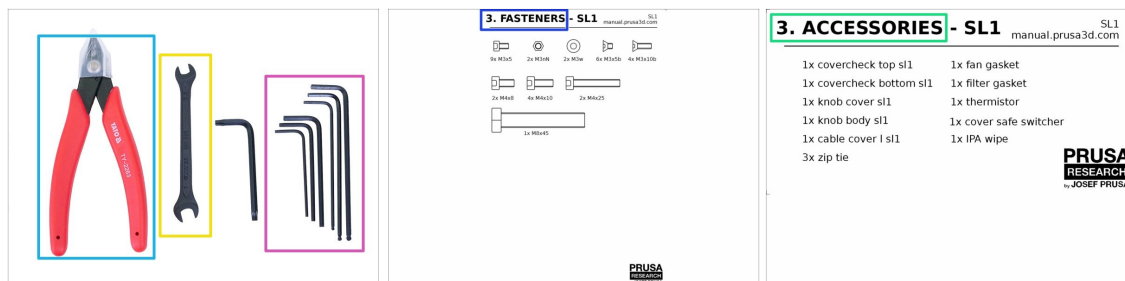 YATO
YT-2263
3. FASTENERS - SL1
SL1
manual.prusa3d.com
9x M3x5
2x M3nN
2x M3w
6x M3x5b
4x M3x10b
2x M4x8
4x M4x10
2x M4x25
1x M8x45
PRUSA
RESEARCH
3. ACCESSORIES - SL1
SL1
manual.prusa3d.com
1x covercheck top sl1
1x covercheck bottom sl1
1x knob cover sl1
1x knob body sl1
1x cable cover l sl1
3x zip tie
1x fan gasket
1x filter gasket
1x thermistor
1x cover safe switcher
1x IPA wipe
PRUSA
RESEARCH
by JOSEF PRUSA